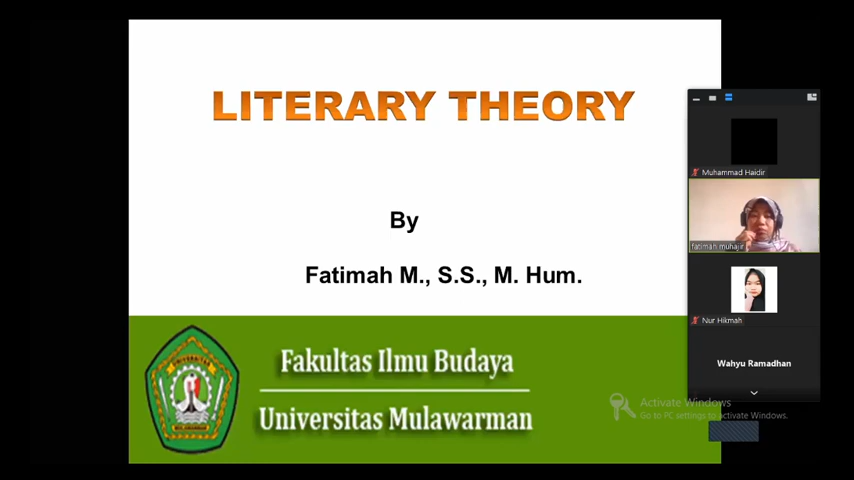 LITERARY THEORY
By
Fatimah M., S.S., M. Hum.
Fakultas Ilmu Budaya
Universitas Mulawarman
Muhammad Haidir
fatimah muhajir
Nur Hikmah
Wahyu Ramadhan
Activate Windows
Go to PC settings to activate Windows.